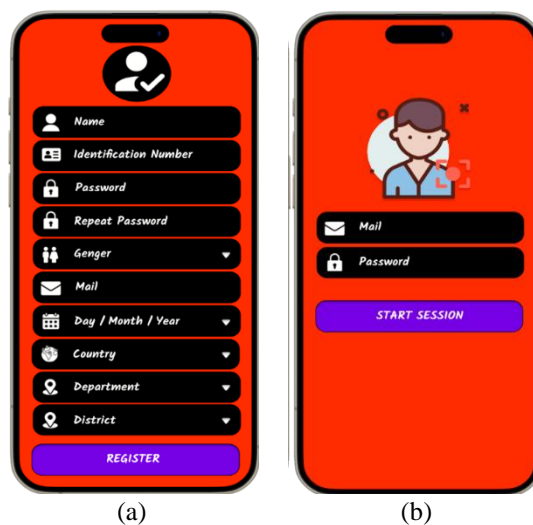 Name
Identification Number
Password
Repeat Password
Genger
Mail
Day / Month / Year
Country
Department
District
REGISTER
(a)
Mail
Password
START SESSION
(b)